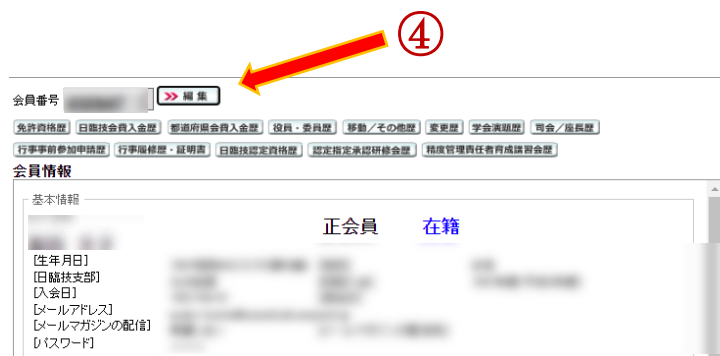 ④
会員番号 編集
免許資格歴 日臨技会員入会歴 都道府県会員入会歴 役員・委員歴 移動／その他歴 変更歴 学会演題歴 司会／座長歴
行事事前参加申請歴 行事履修歴・証明書 日臨技認定資格歴 認定指定承認研修会歴 精度管理責任者育成講習会歴
会員情報
基本情報
正会員 在籍
[生年月日]
[日臨技支部]
[入会日]
[メールアドレス]
[メールマガジンの配信]
[パスワード]